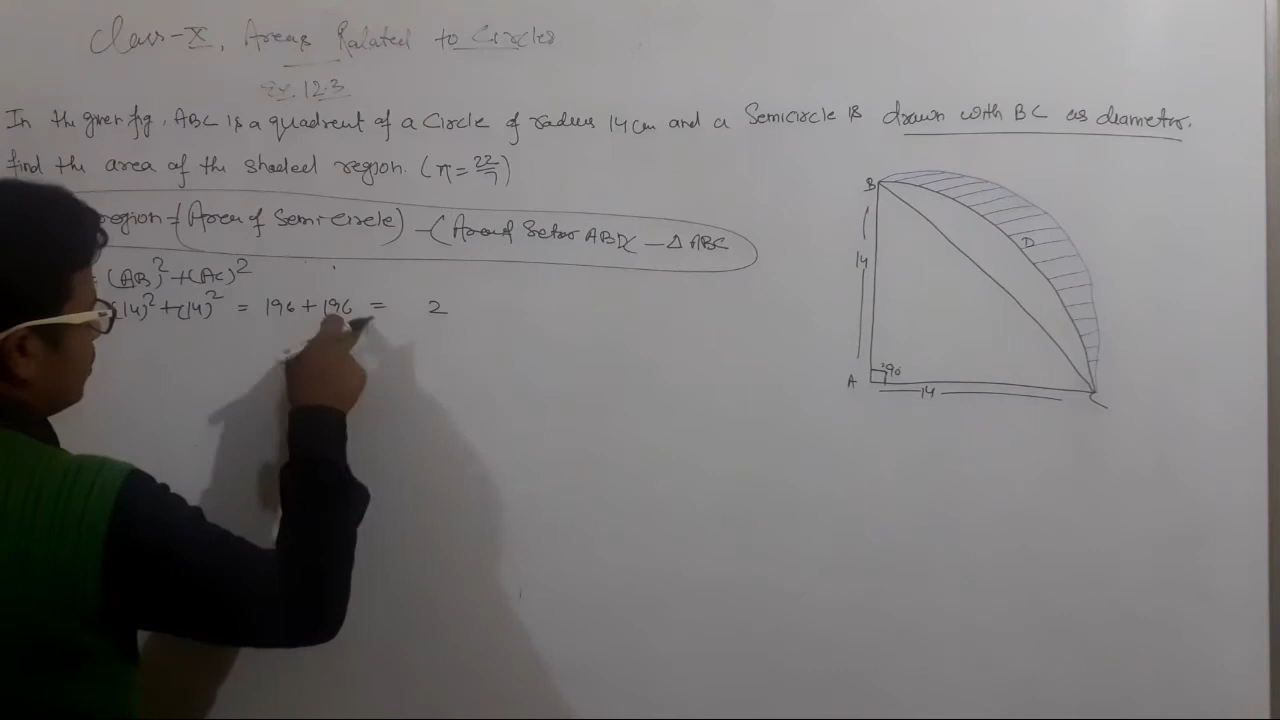 Class-X, Areas Ralated to Circles
Ex. 12.3
In the given fig, ABC is a quadrent of a Circle of radius 14 cm and a Semicircle is drawn with BC as diameter.
find the area of the shaded region. (π = 22/7)
region = (Area of Semicircle) - (Area of Sector ABDC - Δ ABC
= (AB)² + (AC)²
(14)² + (14)² = 196 + 196 = 2
B
D
14
90
A
14
C